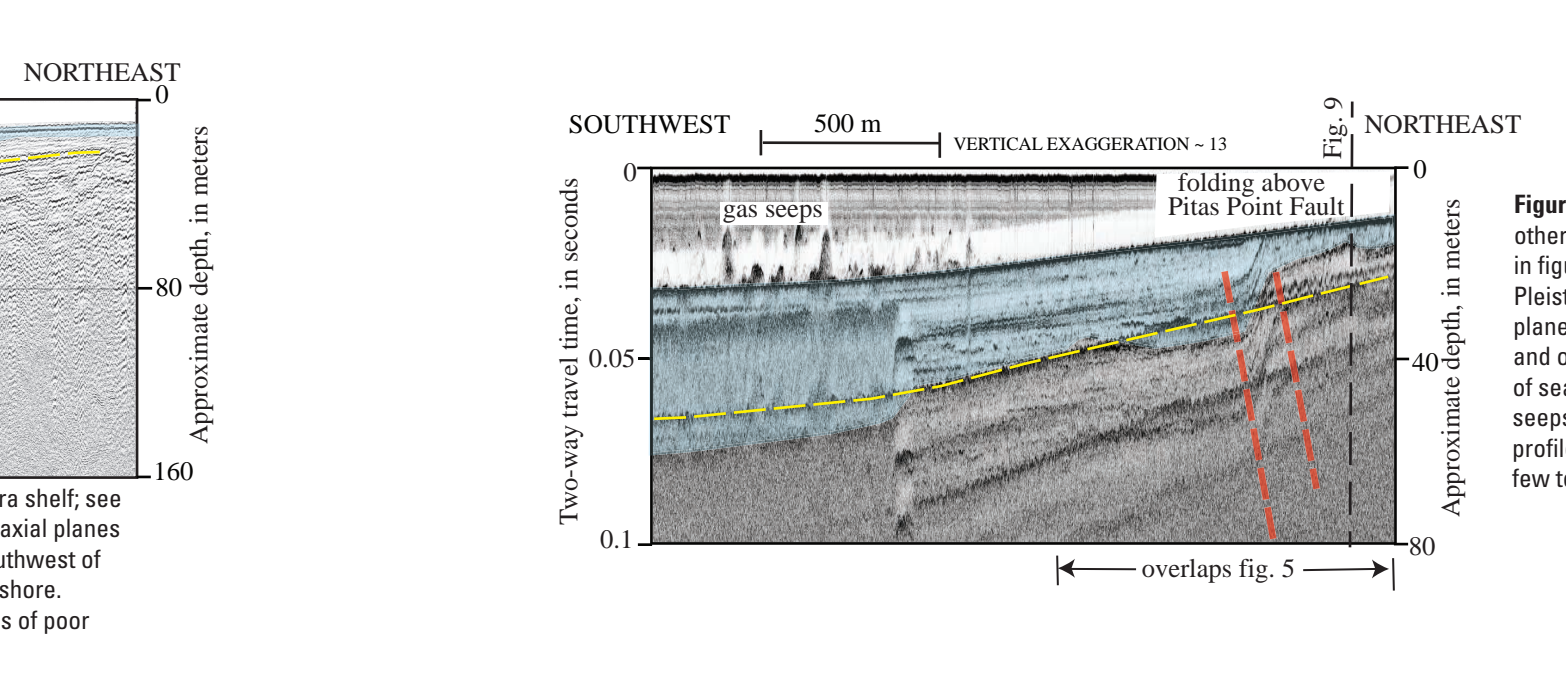 NORTHEAST
0
80
160
Approximate depth, in meters
ra shelf; see
axial planes
uthwest of
shore.
s of poor
SOUTHWEST
500 m
VERTICAL EXAGGERATION ~ 13
Fig. 9
NORTHEAST
0
0.05
0.1
Two-way travel time, in seconds
gas seeps
folding above
Pitas Point Fault
0
40
80
Approximate depth, in meters
overlaps fig. 5
Figur
other
in figu
Pleist
plane
and o
of sea
seeps
profil
few t